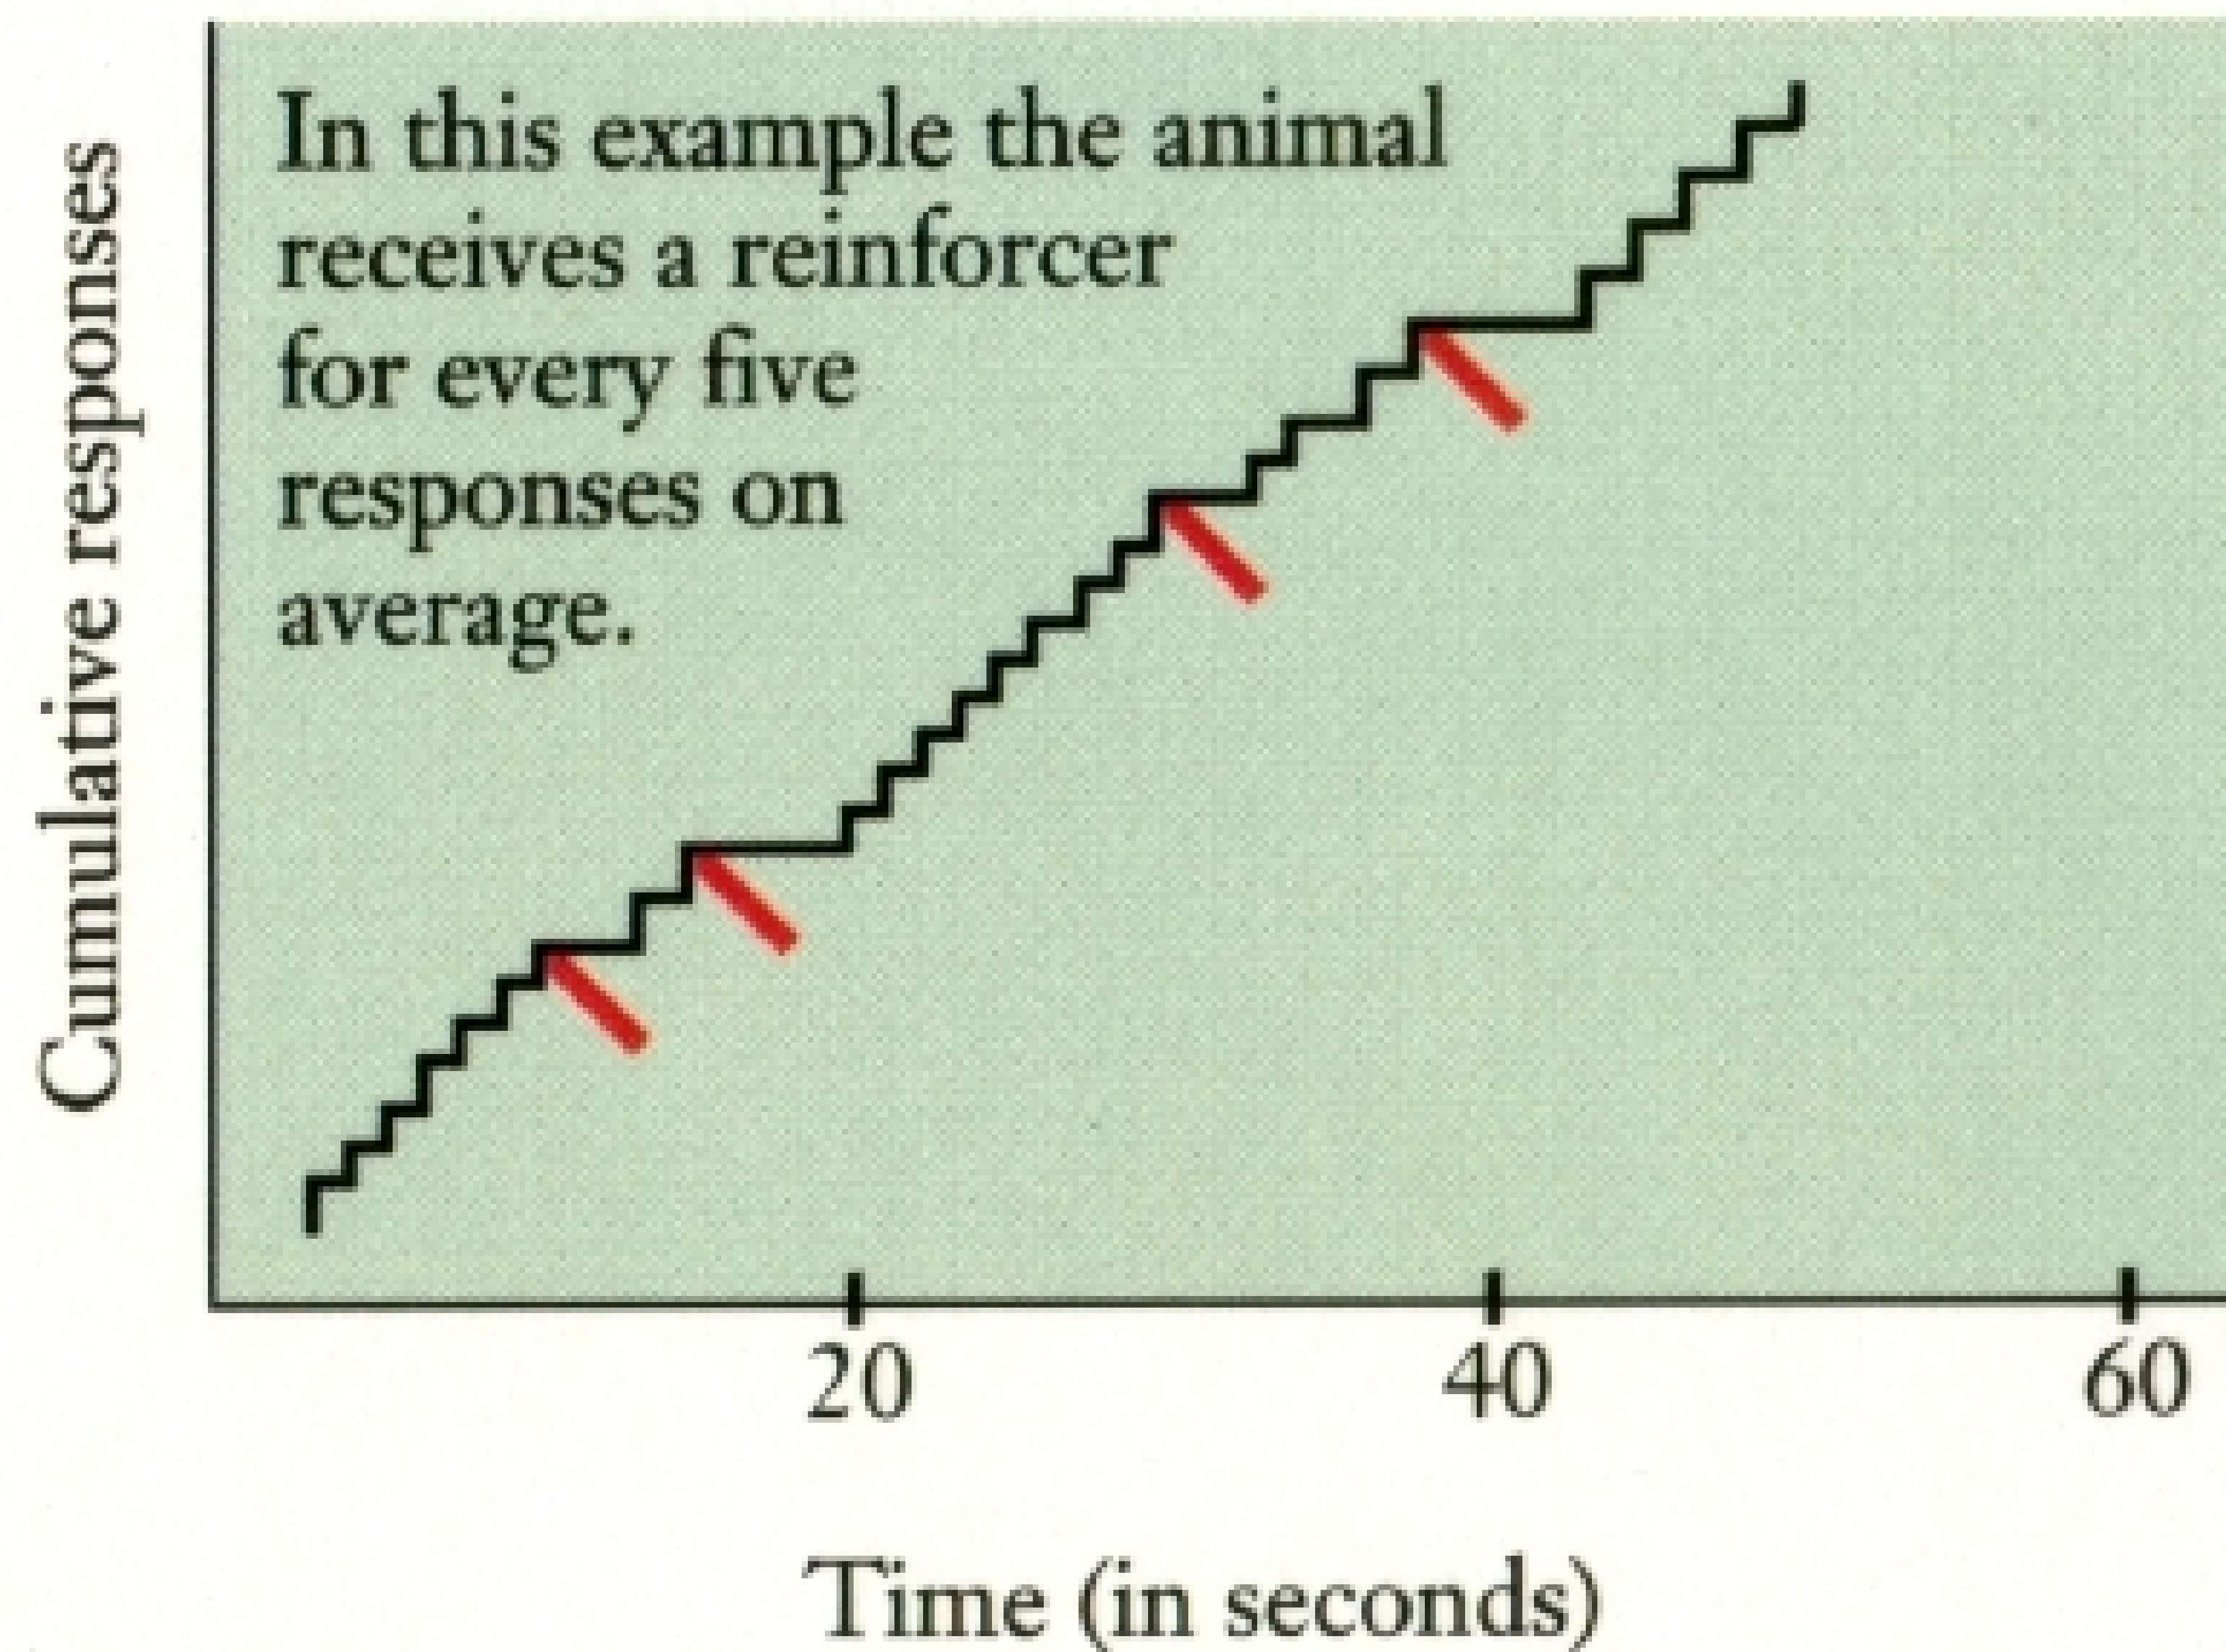 In this example the animal
receives a reinforcer
for every five
responses on
average.
Cumulative responses
20 40 60
Time (in seconds)